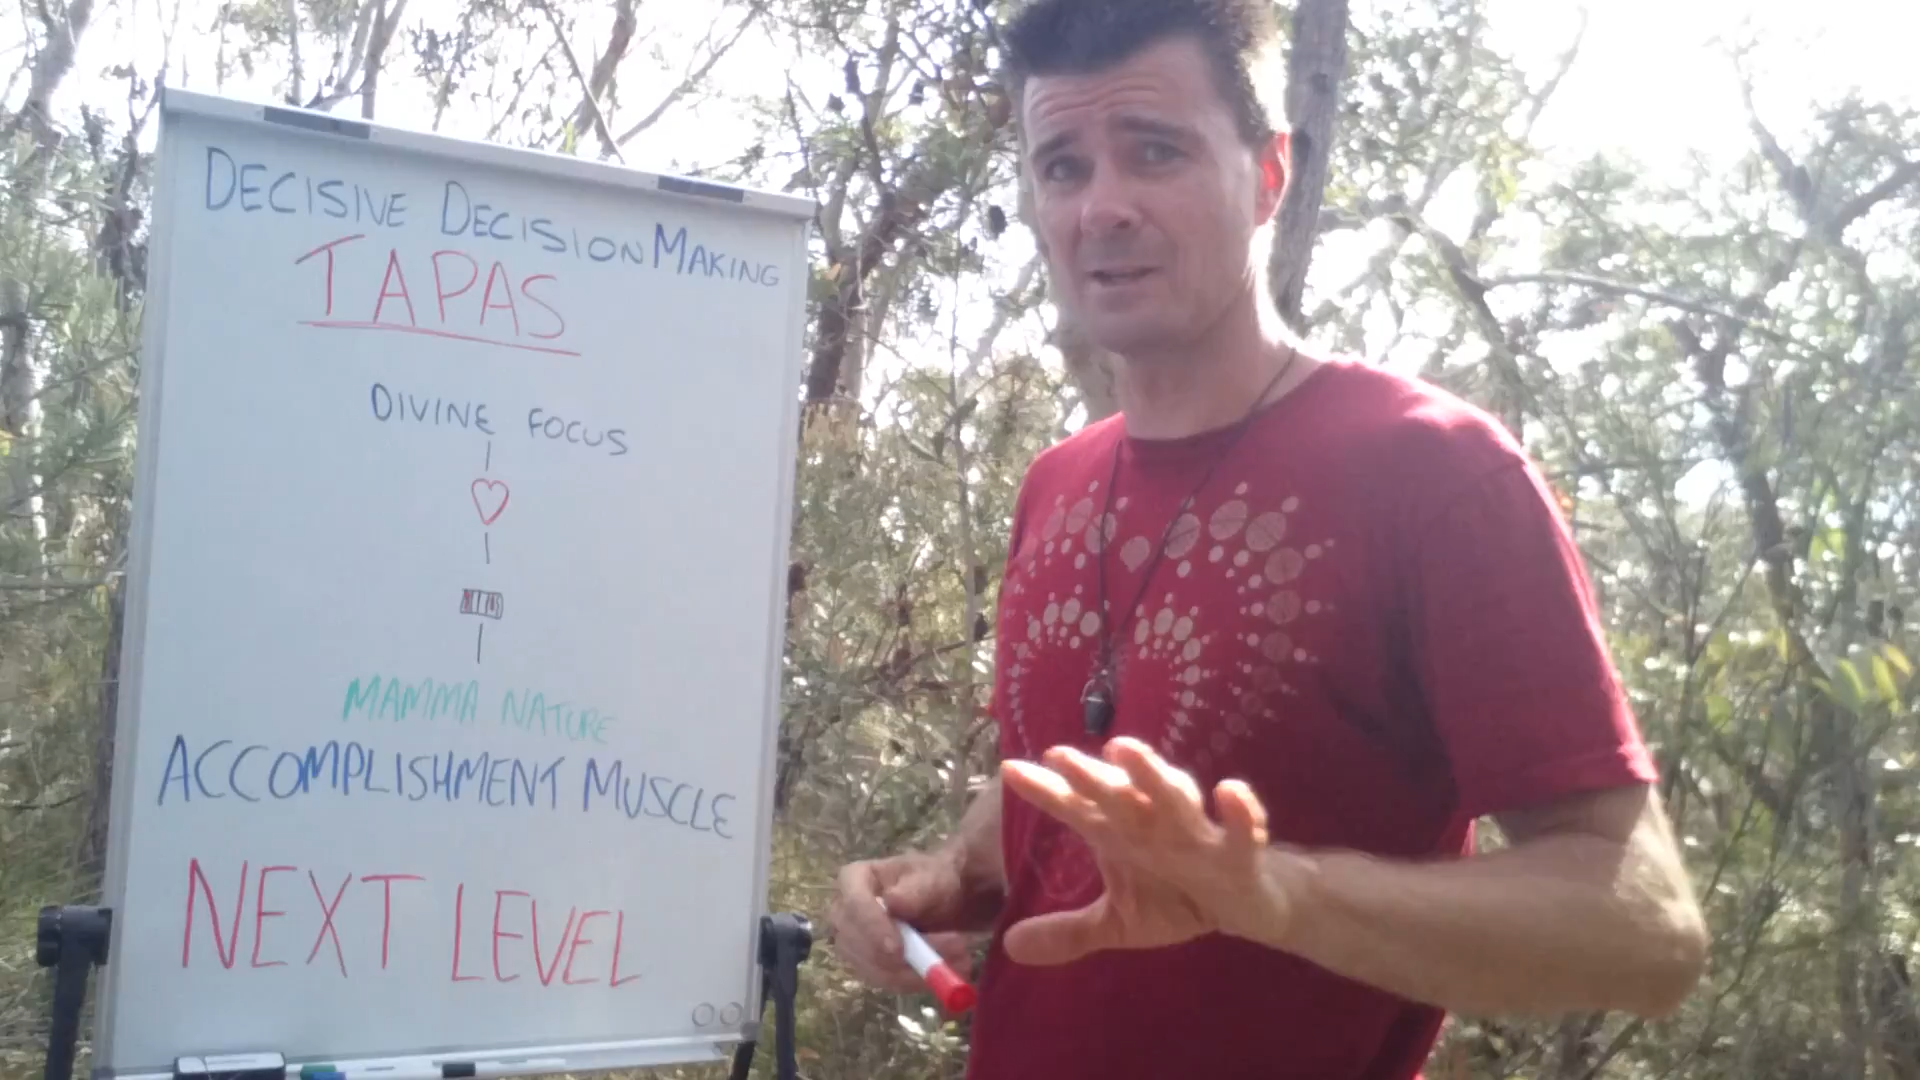 DECISIVE DECISION MAKING
TAPAS
DIVINE FOCUS
MAMMA NATURE
ACCOMPLISHMENT MUSCLE
NEXT LEVEL